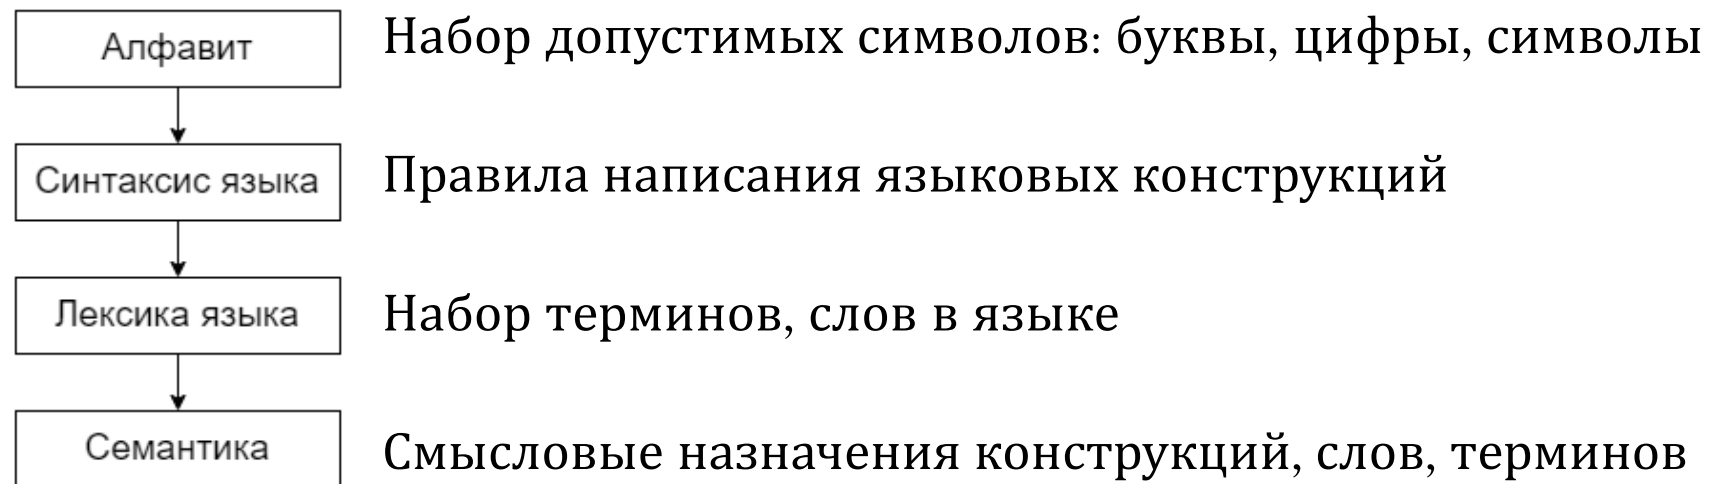 Алфавит
Набор допустимых символов: буквы, цифры, символы
Синтаксис языка
Правила написания языковых конструкций
Лексика языка
Набор терминов, слов в языке
Семантика
Смысловые назначения конструкций, слов, терминов